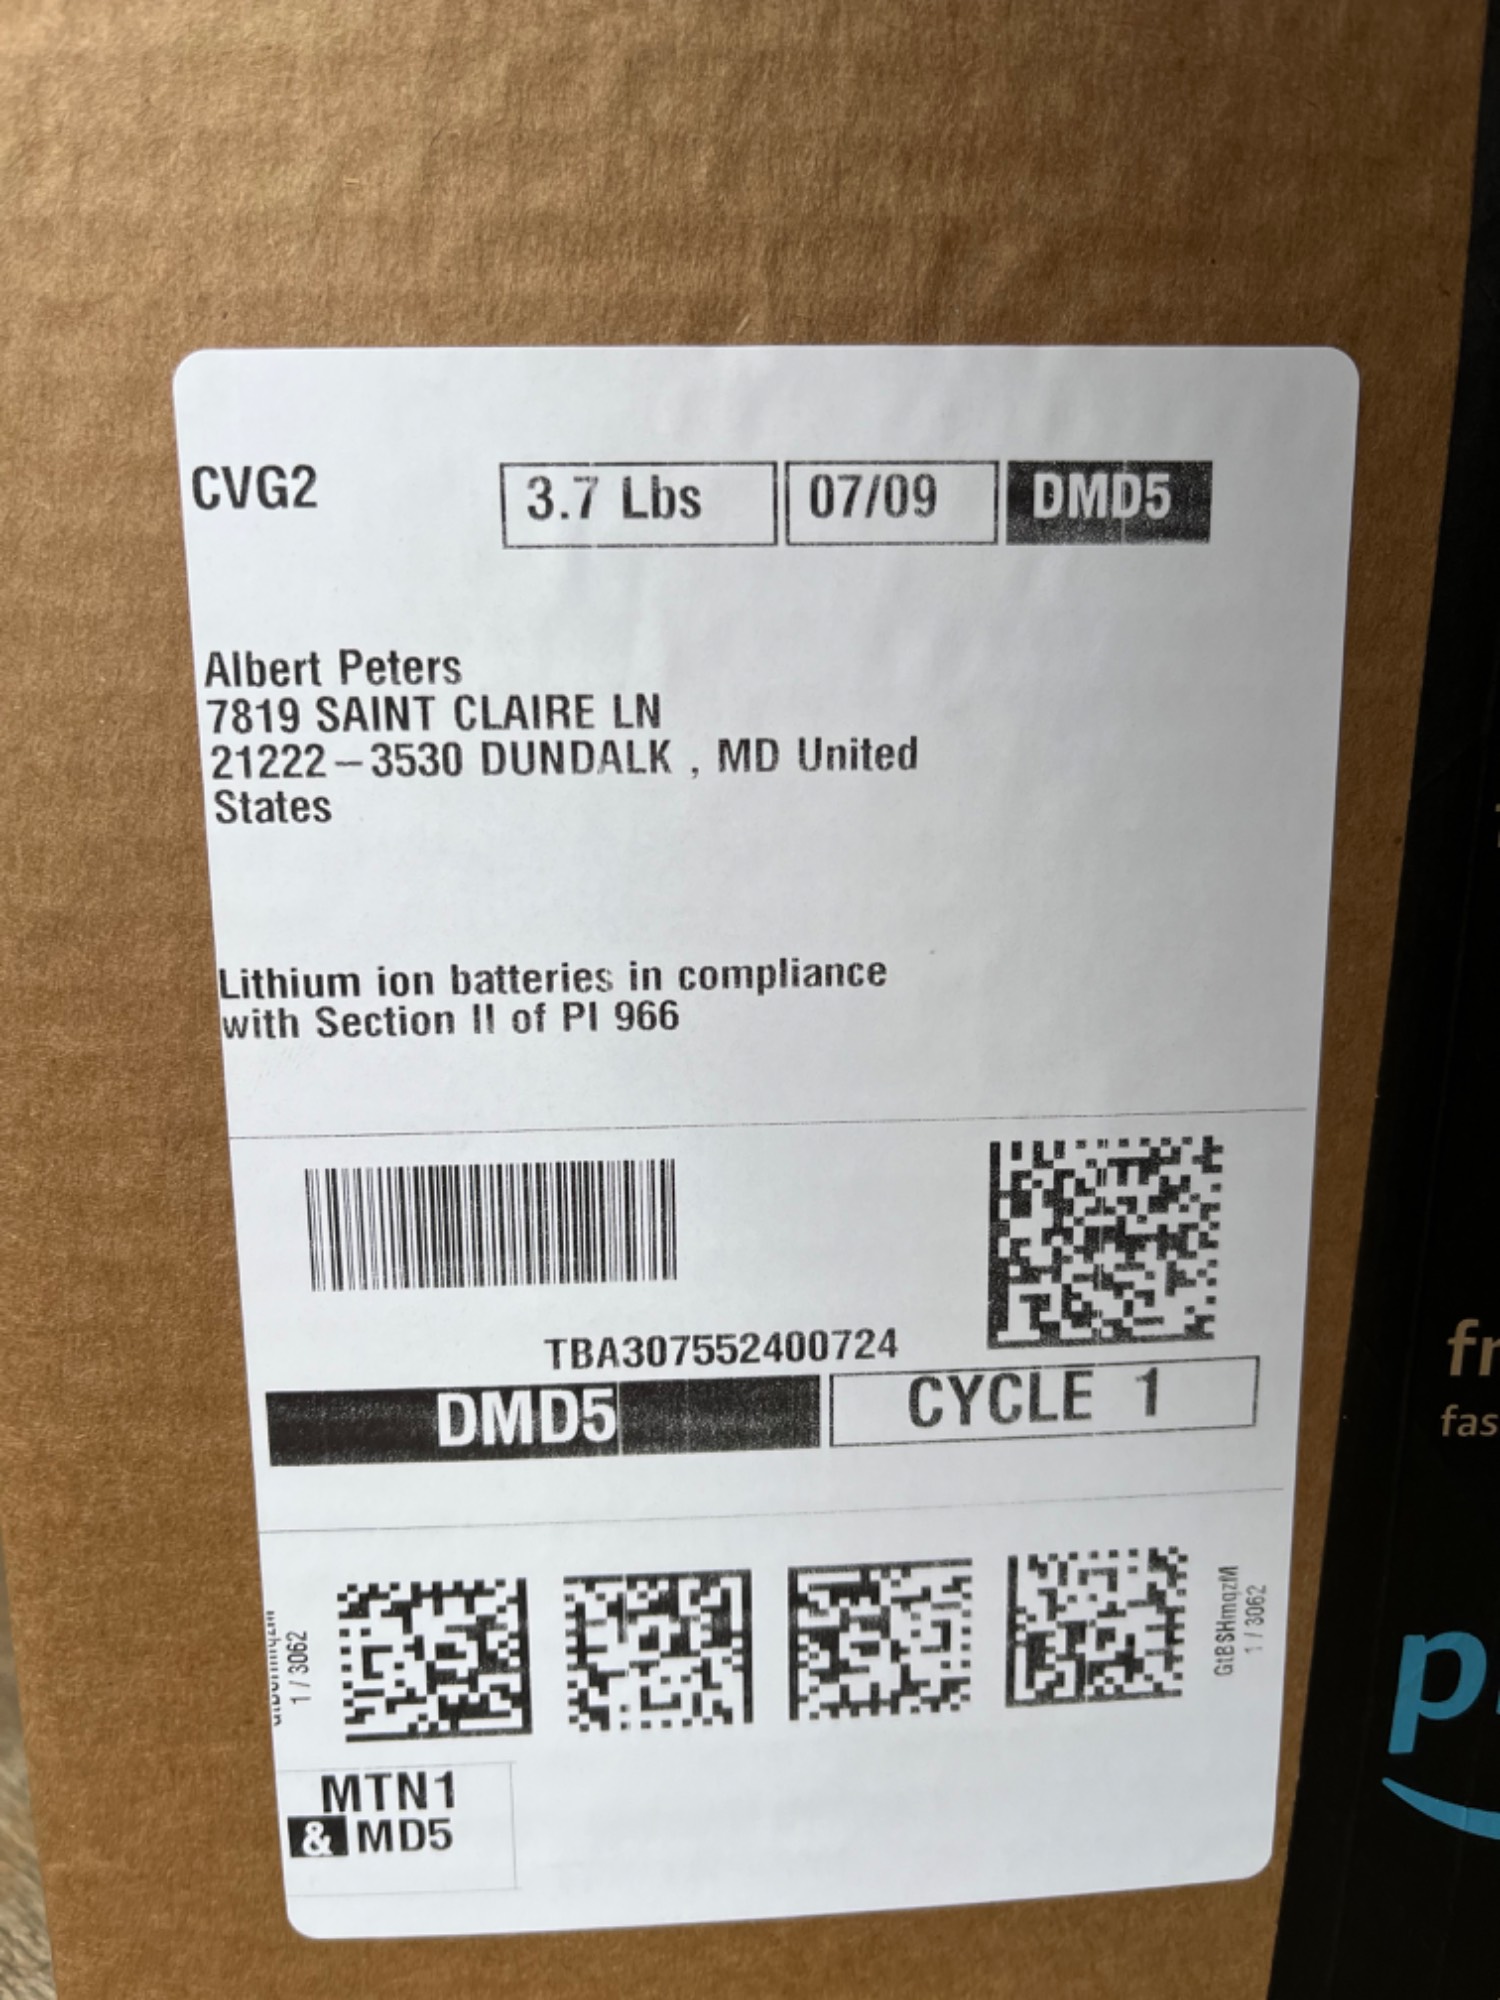 CVG2
3.7 Lbs
07/09
DMD5
Albert Peters
7819 SAINT CLAIRE LN
21222-3530 DUNDALK , MD United
States
Lithium ion batteries in compliance
with Section II of PI 966
TBA307552400724
DMD5
CYCLE 1
1 / 3062
GtBSHmqzM
1 / 3062
MTN1
& MD5